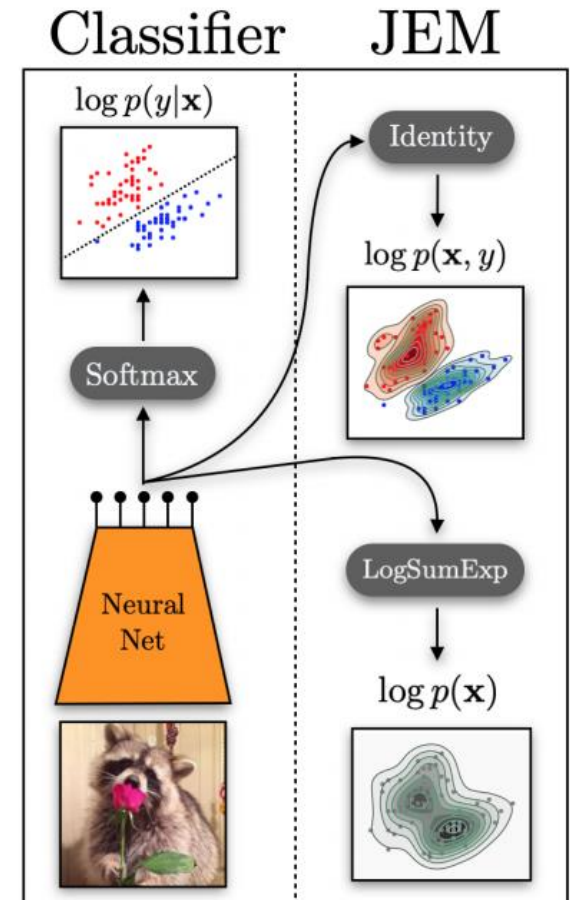 Classifier
JEM
log p(y|x)
Softmax
Neural
Net
Identity
log p(x, y)
LogSumExp
log p(x)